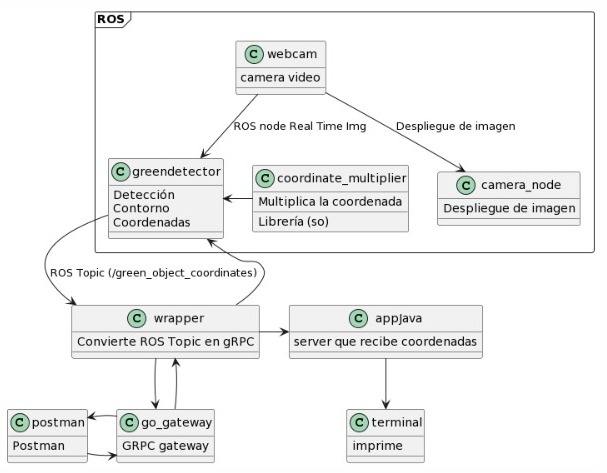 ROS
C webcam
camera video
ROS node Real Time Img
Despliegue de imagen
C greendetector
Detección
Contorno
Coordenadas
C coordinate_multiplier
Multiplica la coordenada
Librería (so)
C camera_node
Despliegue de imagen
ROS Topic (/green_object_coordinates)
C wrapper
Convierte ROS Topic en gRPC
C appJava
server que recibe coordenadas
C postman
Postman
C go_gateway
GRPC gateway
C terminal
imprime